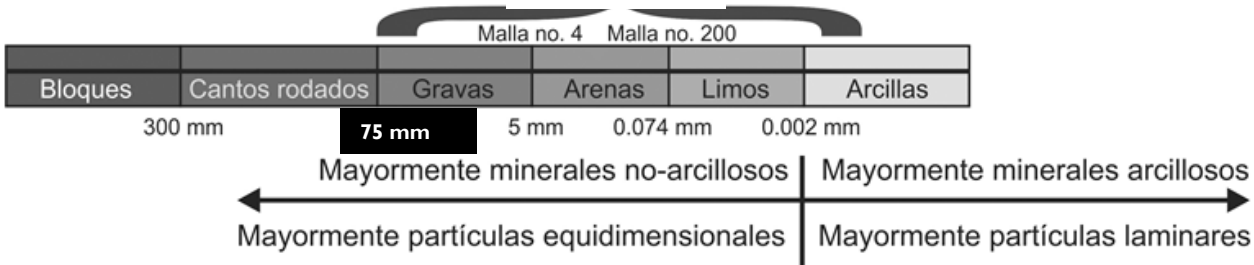 Malla no. 4 Malla no. 200
Bloques Cantos rodados Gravas Arenas Limos Arcillas
300 mm 75 mm 5 mm 0.074 mm 0.002 mm
Mayormente minerales no-arcillosos Mayormente minerales arcillosos
Mayormente partículas equidimensionales Mayormente partículas laminares